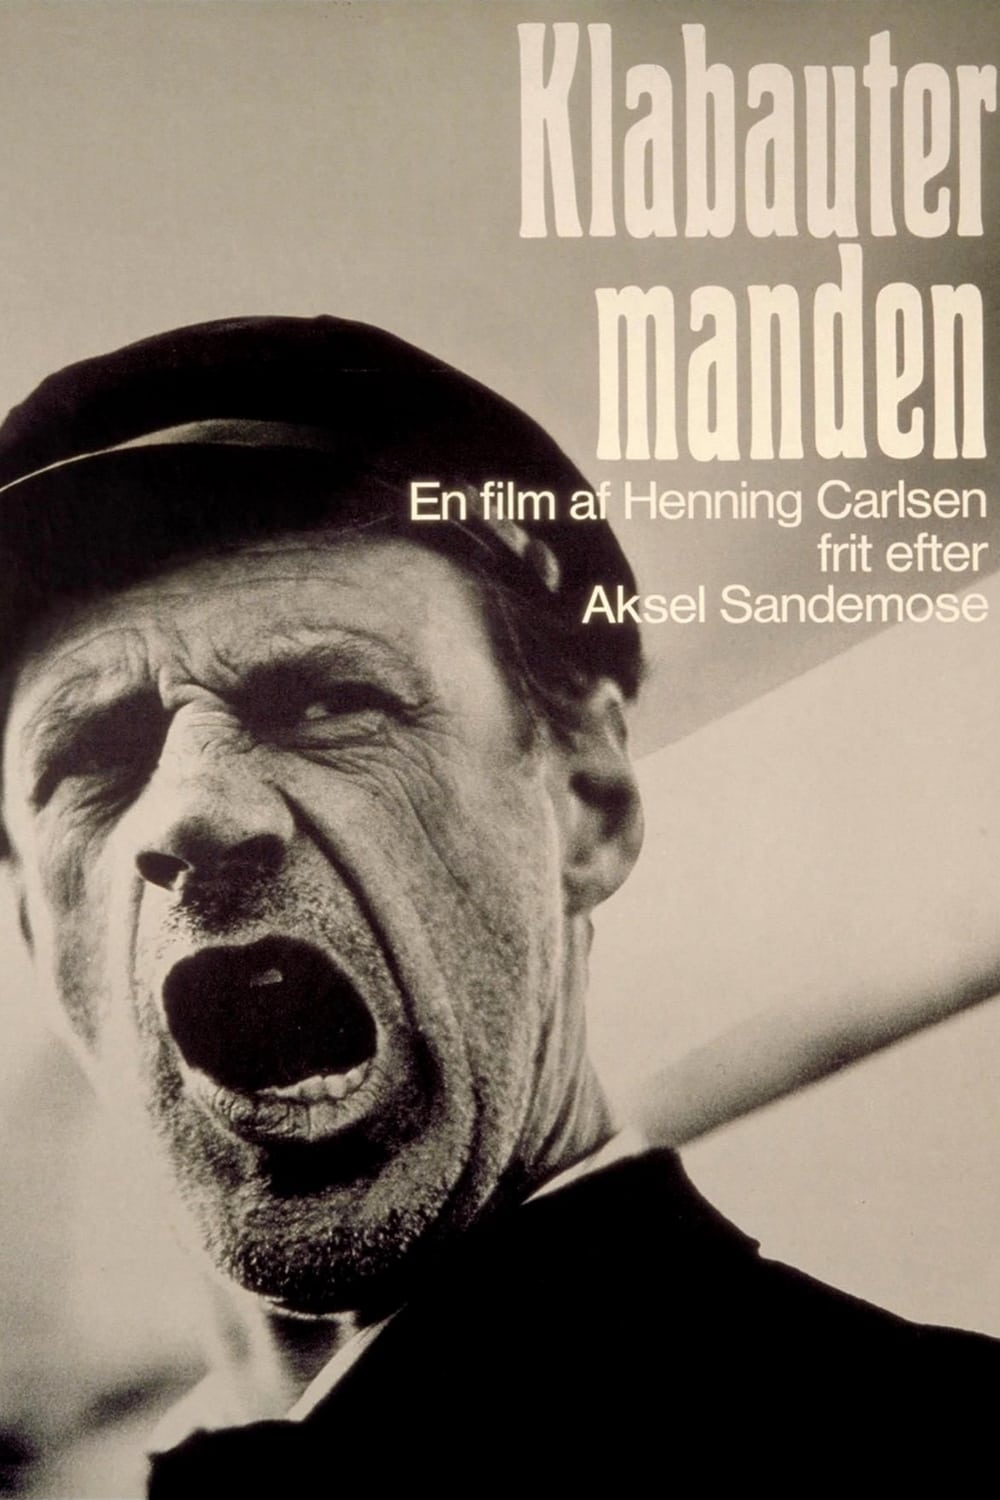 Klabauter
manden
En film af Henning Carlsen
frit efter
Aksel Sandemose